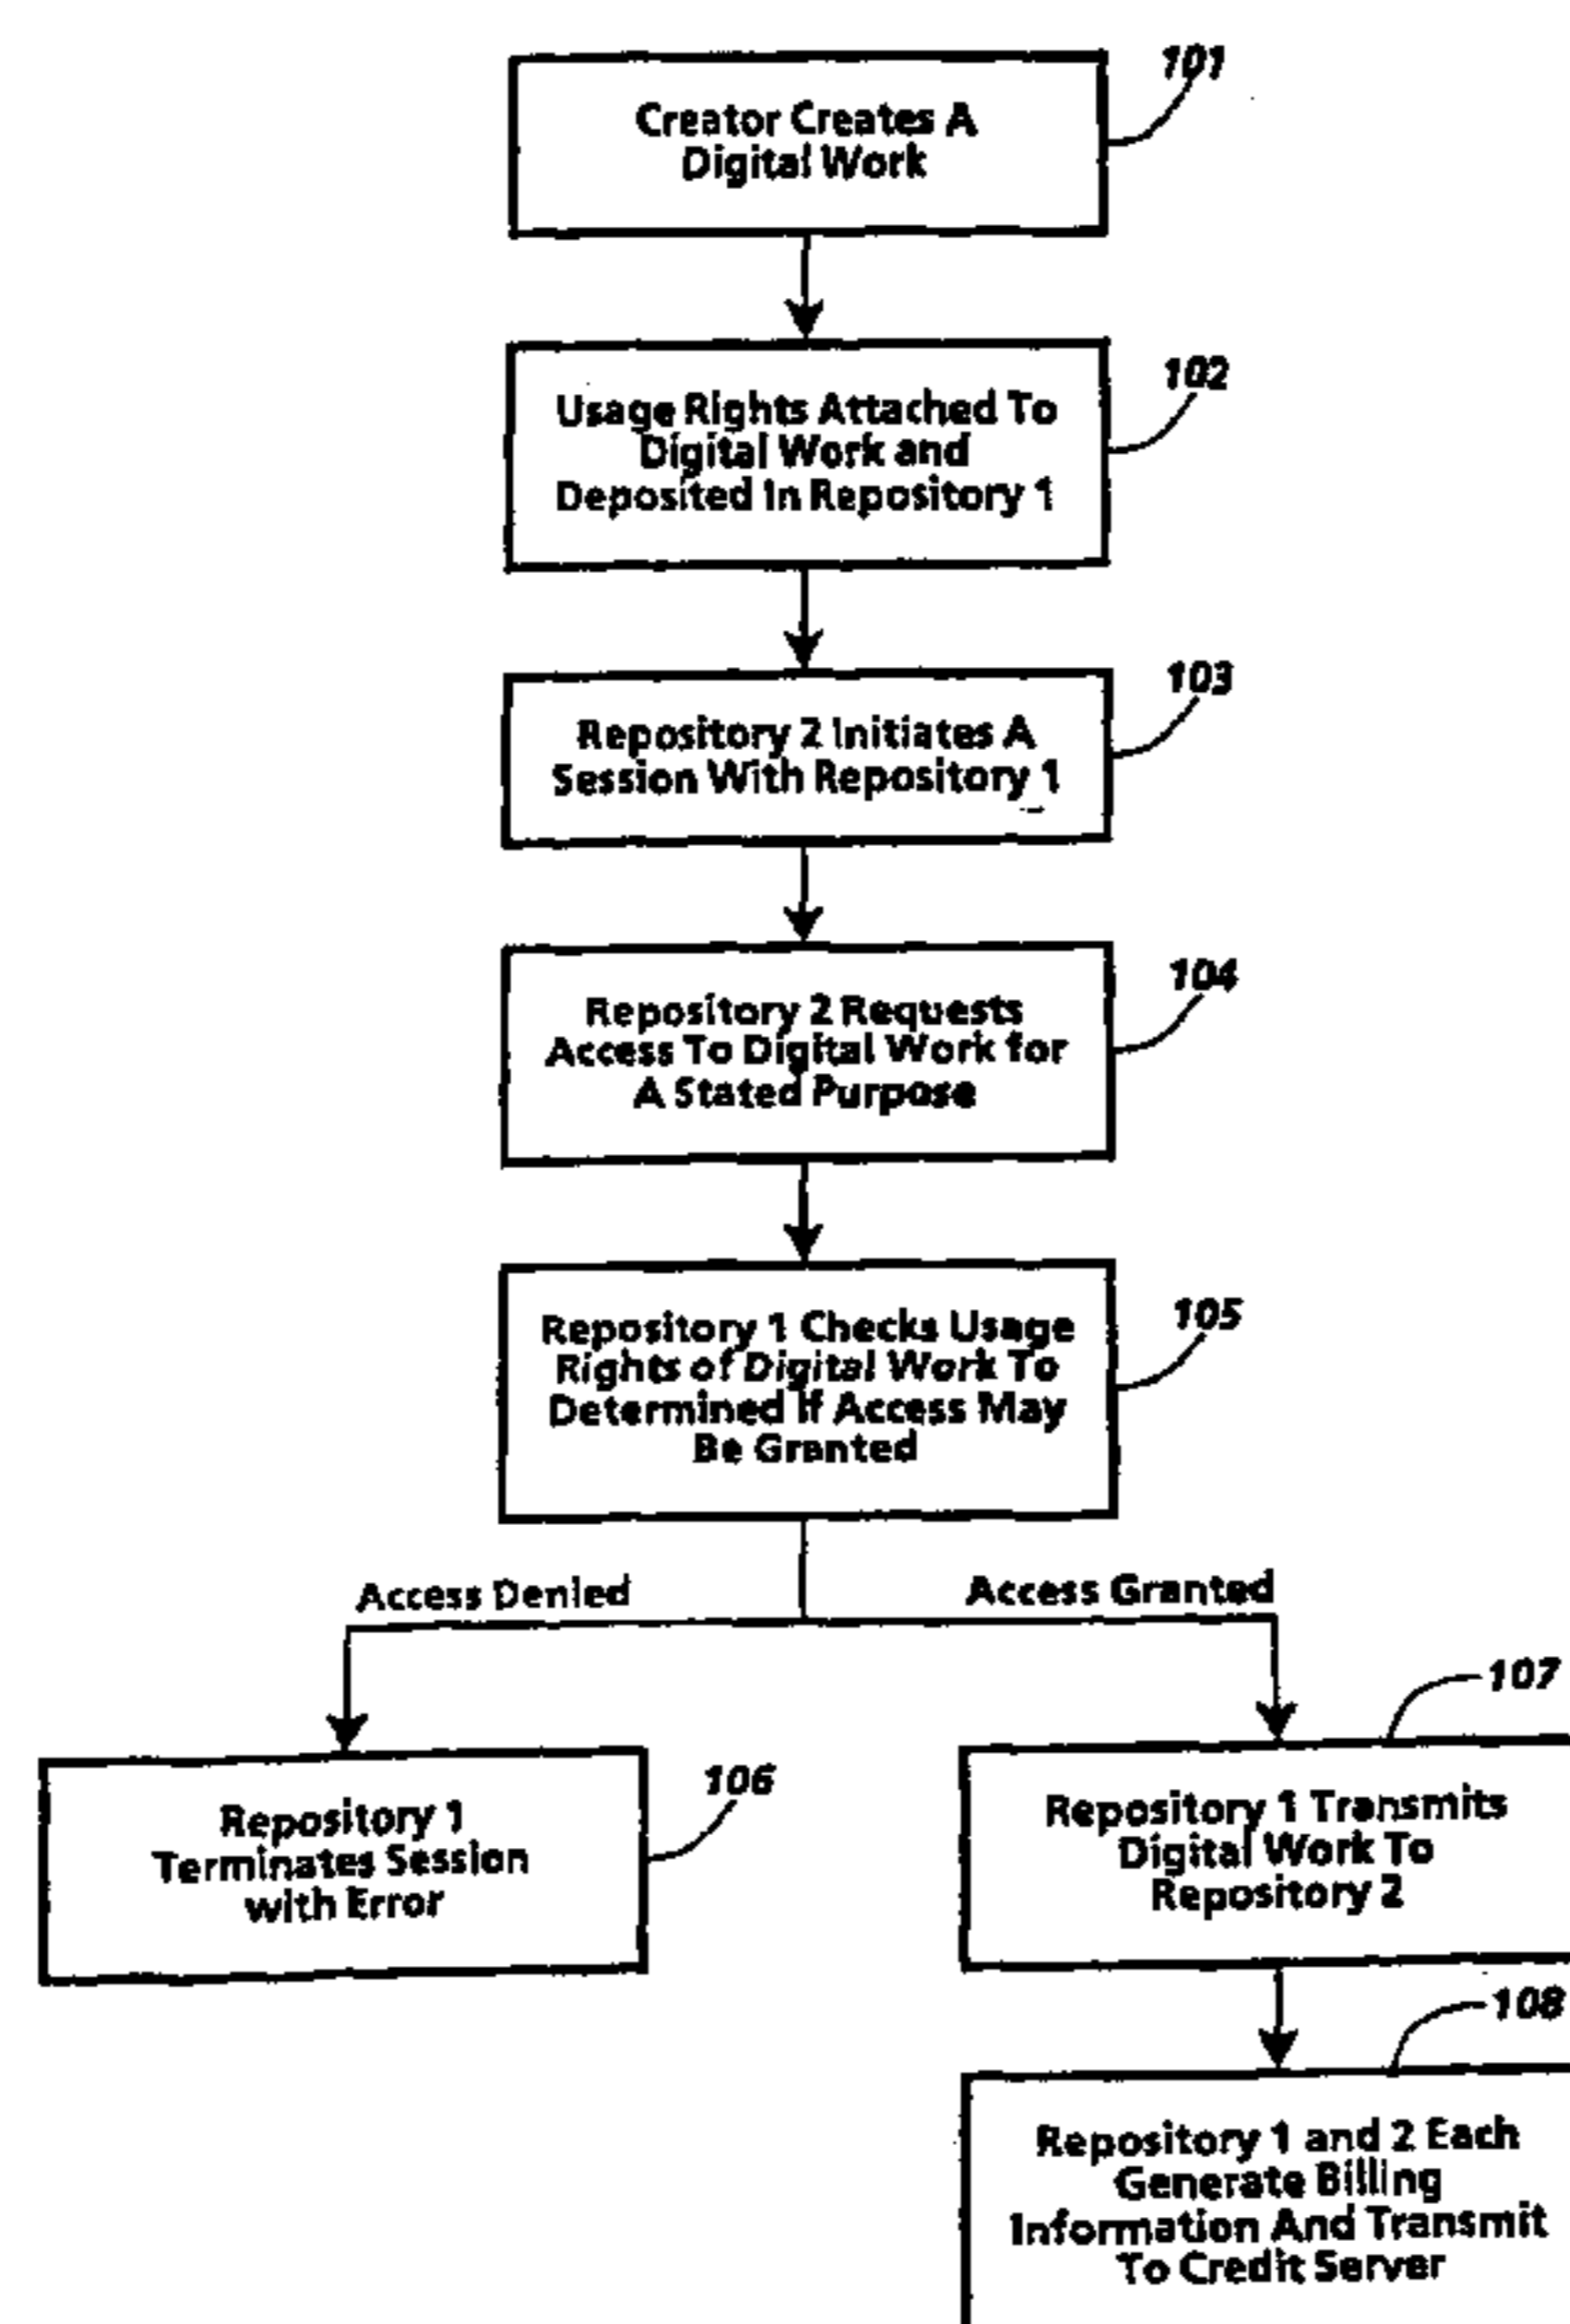 101
Creator Creates A
Digital Work
102
Usage Rights Attached To
Digital Work and
Deposited In Repository 1
103
Repository 2 Initiates A
Session With Repository 1
104
Repository 2 Requests
Access To Digital Work for
A Stated Purpose
105
Repository 1 Checks Usage
Rights of Digital Work To
Determined If Access May
Be Granted
Access Denied
Access Granted
106
Repository 1
Terminates Session
with Error
107
Repository 1 Transmits
Digital Work To
Repository 2
108
Repository 1 and 2 Each
Generate Billing
Information And Transmit
To Credit Server